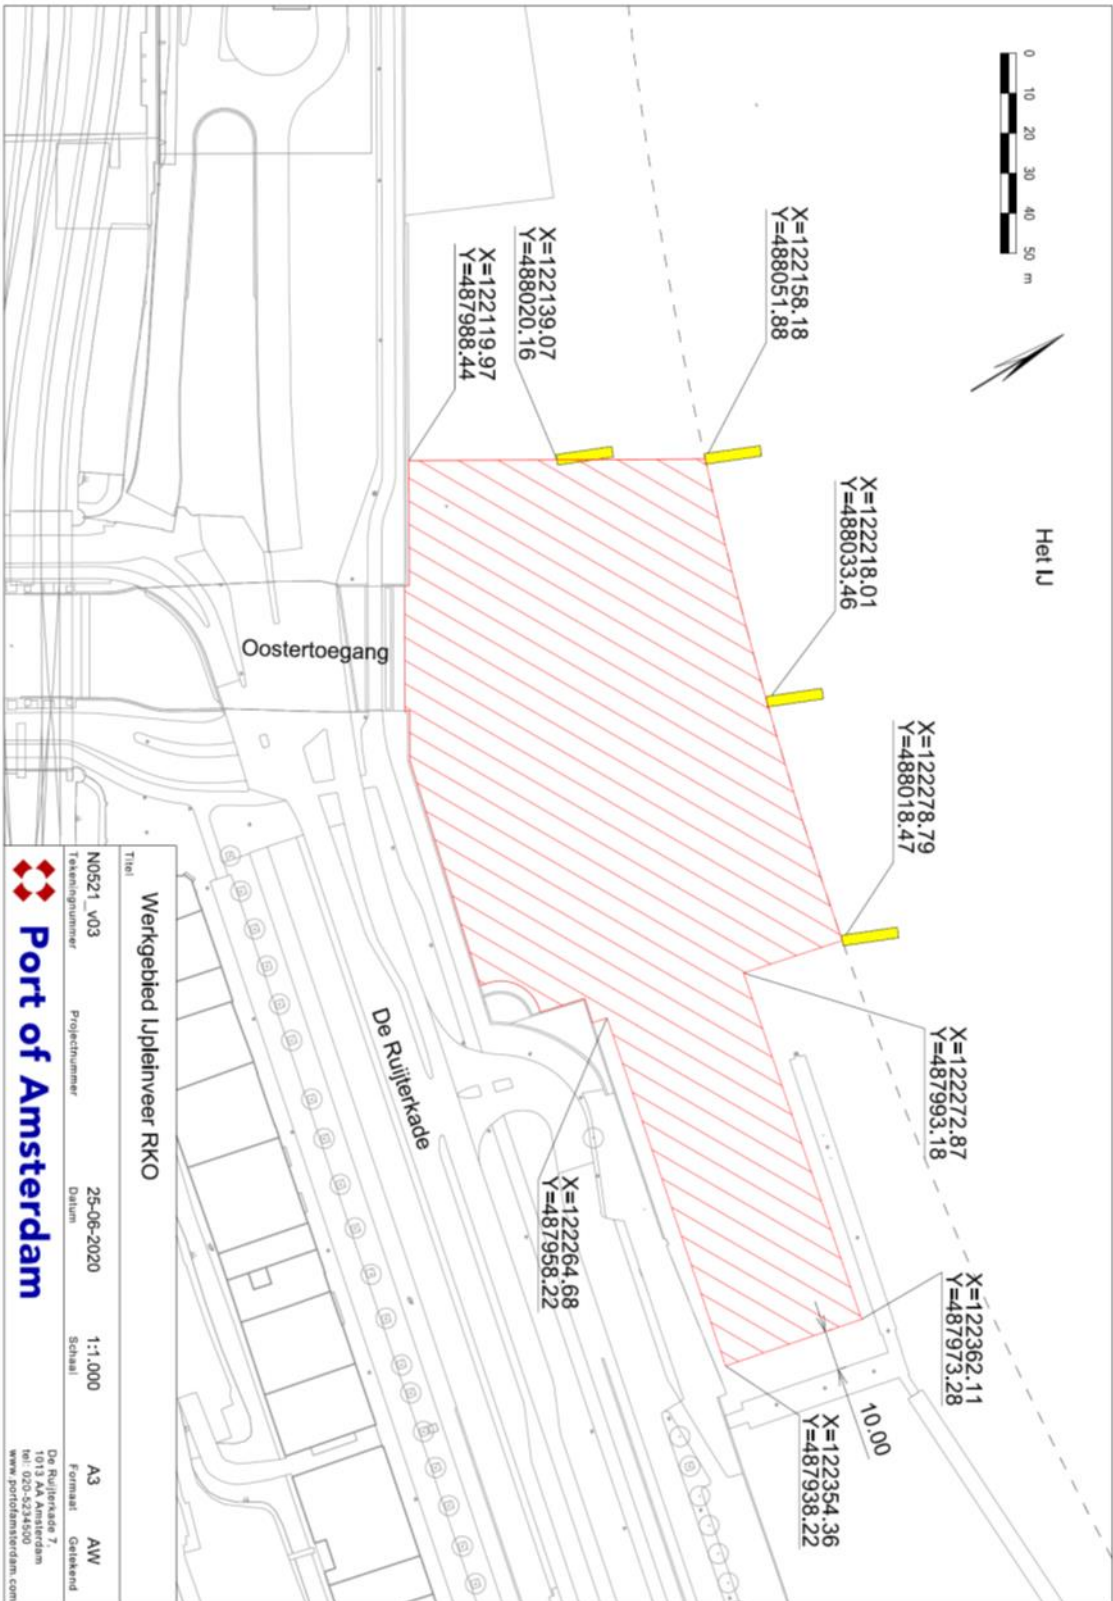 0 10 20 30 40 50 m
Het IJ
X=122158.18
Y=488051.88
X=122139.07
Y=488020.16
X=122119.97
Y=487988.44
X=122218.01
Y=488033.46
X=122278.79
Y=488018.47
X=122272.87
Y=487993.18
X=122264.68
Y=487958.22
X=122362.11
Y=487973.28
X=122354.36
Y=487938.22
10.00
Oostertoegang
De Ruijterkade
Titel
Werkgebied IJpleinveer RKO
N0521_v03 25-06-2020 1:1.000 A3 AW
Tekeningnummer Projectnummer Datum Schaal Formaat Getekend
Port of Amsterdam
De Ruijterkade 7,
1013 AA Amsterdam
tel: 020-5234500
www.portofamsterdam.com